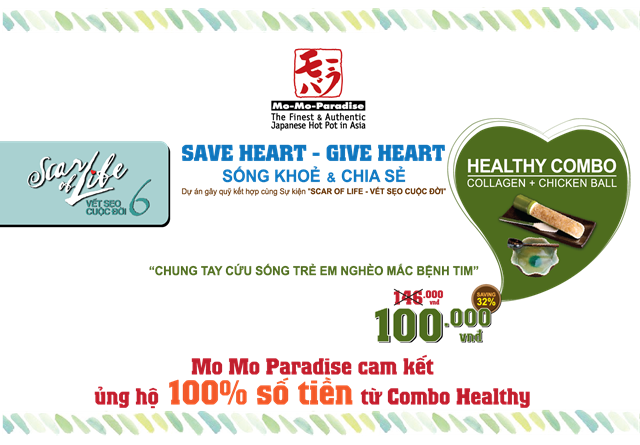 モーバラ
Mo-Mo-Paradise
The Finest & Authentic
Japanese Hot Pot in Asia
Scar of Life 6
VẾT SẸO
CUỘC ĐỜI
SAVE HEART - GIVE HEART
SỐNG KHOẺ & CHIA SẺ
Dự án gây quỹ kết hợp cùng Sự kiện "SCAR OF LIFE - VẾT SẸO CUỘC ĐỜI"
HEALTHY COMBO
COLLAGEN + CHICKEN BALL
“CHUNG TAY CỨU SỐNG TRẺ EM NGHÈO MẮC BỆNH TIM”
146.000
vnđ
SAVING
32%
100.000
vnđ
Mo Mo Paradise cam kết
ủng hộ 100% số tiền từ Combo Healthy